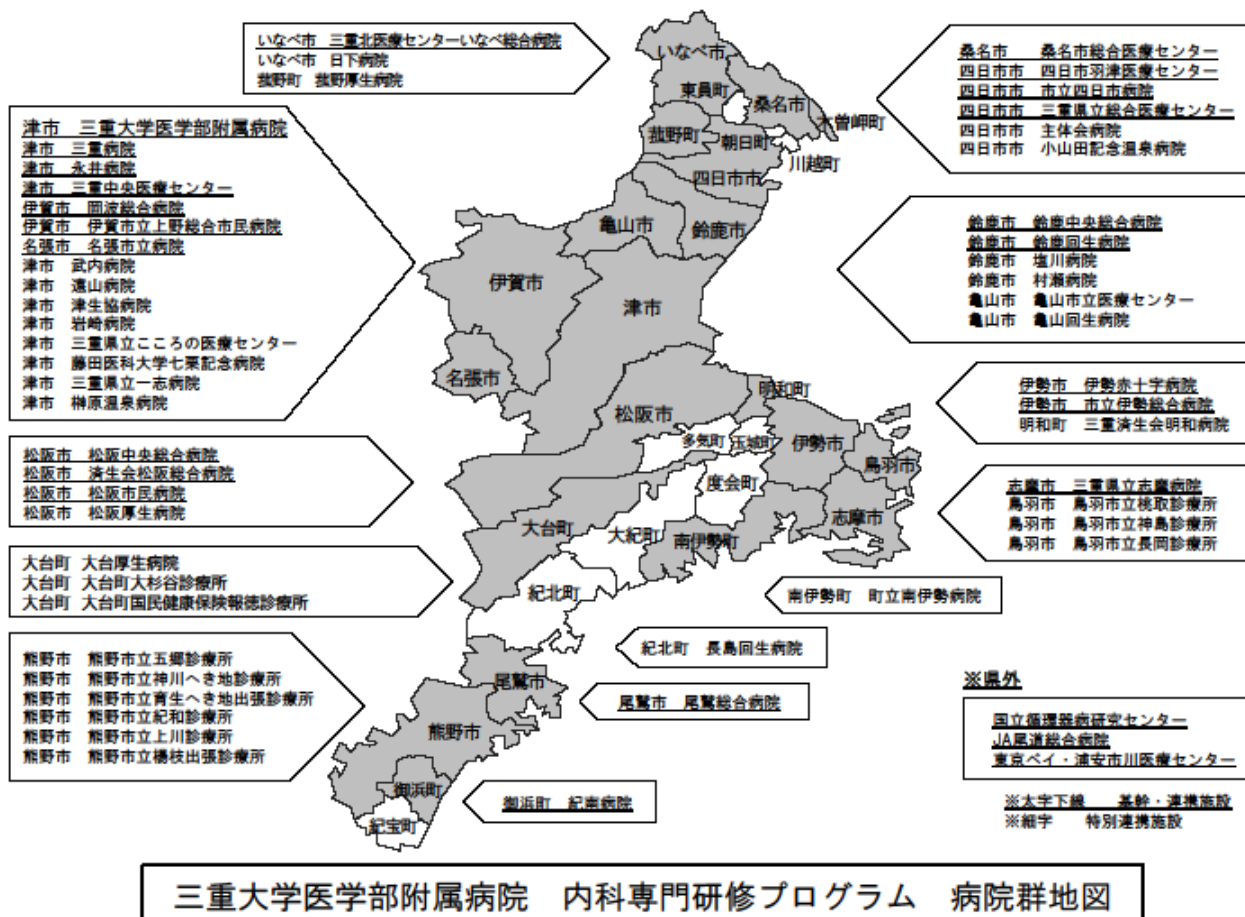 いなべ市　三重北医療センターいなべ総合病院
いなべ市　日下病院
菰野町　菰野厚生病院
桑名市　　桑名市総合医療センター
四日市市　四日市羽津医療センター
四日市市　市立四日市病院
四日市市　三重県立総合医療センター
四日市市　主体会病院
四日市市　小山田記念温泉病院
津市　三重大学医学部附属病院
津市　三重病院
津市　永井病院
津市　三重中央医療センター
伊賀市　岡波総合病院
伊賀市　伊賀市立上野総合市民病院
名張市　名張市立病院
津市　武内病院
津市　遠山病院
津市　津生協病院
津市　岩崎病院
津市　三重県立こころの医療センター
津市　藤田医科大学七栗記念病院
津市　三重県立一志病院
津市　榊原温泉病院
鈴鹿市　鈴鹿中央総合病院
鈴鹿市　鈴鹿回生病院
鈴鹿市　塩川病院
鈴鹿市　村瀬病院
亀山市　亀山市立医療センター
亀山市　亀山回生病院
伊勢市　伊勢赤十字病院
伊勢市　市立伊勢総合病院
明和町　三重済生会明和病院
松阪市　松阪中央総合病院
松阪市　済生会松阪総合病院
松阪市　松阪市民病院
松阪市　松阪厚生病院
志摩市　三重県立志摩病院
鳥羽市　鳥羽市立桃取診療所
鳥羽市　鳥羽市立神島診療所
鳥羽市　鳥羽市立長岡診療所
大台町　大台厚生病院
大台町　大台町大杉谷診療所
大台町　大台町国民健康保険報徳診療所
南伊勢町　町立南伊勢病院
紀北町　長島回生病院
尾鷲市　尾鷲総合病院
熊野市　熊野市立五郷診療所
熊野市　熊野市立神川へき地診療所
熊野市　熊野市立育生へき地出張診療所
熊野市　熊野市立紀和診療所
熊野市　熊野市立上川診療所
熊野市　熊野市立楊枝出張診療所
御浜町　紀南病院
いなべ市
東員町
桑名市
木曽岬町
菰野町
朝日町
川越町
四日市市
亀山市
鈴鹿市
伊賀市
津市
名張市
松阪市
明和町
多気町
玉城町
伊勢市
鳥羽市
度会町
大台町
大紀町
南伊勢町
志摩市
紀北町
尾鷲市
熊野市
御浜町
紀宝町
※県外
国立循環器病研究センター
JA尾道総合病院
東京ベイ・浦安市川医療センター
※太字下線　　基幹・連携施設
※細字　　特別連携施設
三重大学医学部附属病院　内科専門研修プログラム　病院群地図